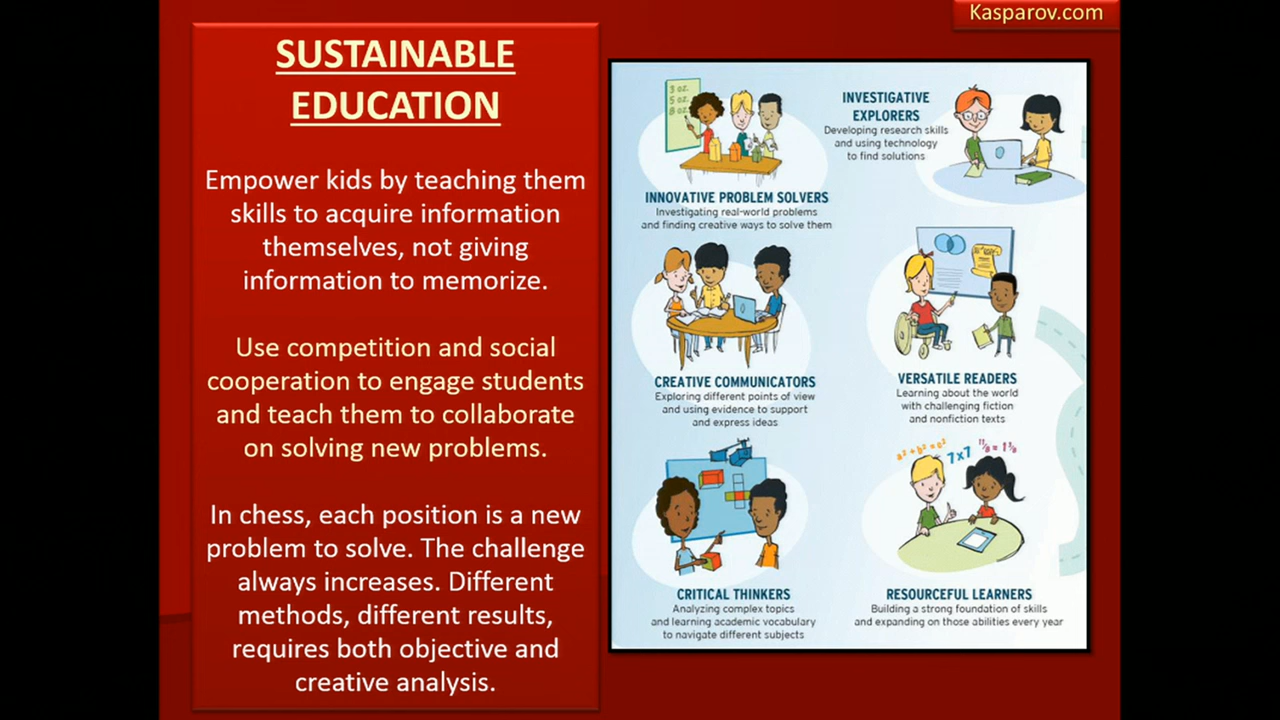 Kasparov.com
SUSTAINABLE
EDUCATION
Empower kids by teaching them
skills to acquire information
themselves, not giving
information to memorize.
Use competition and social
cooperation to engage students
and teach them to collaborate
on solving new problems.
In chess, each position is a new
problem to solve. The challenge
always increases. Different
methods, different results,
requires both objective and
creative analysis.
3 oz.
5 oz.
8 oz.
INNOVATIVE PROBLEM SOLVERS
Investigating real-world problems
and finding creative ways to solve them
INVESTIGATIVE
EXPLORERS
Developing research skills
and using technology
to find solutions
CREATIVE COMMUNICATORS
Exploring different points of view
and using evidence to support
and express ideas
VERSATILE READERS
Learning about the world
with challenging fiction
and nonfiction texts
CRITICAL THINKERS
Analyzing complex topics
and learning academic vocabulary
to navigate different subjects
7x7
RESOURCEFUL LEARNERS
Building a strong foundation of skills
and expanding on those abilities every year